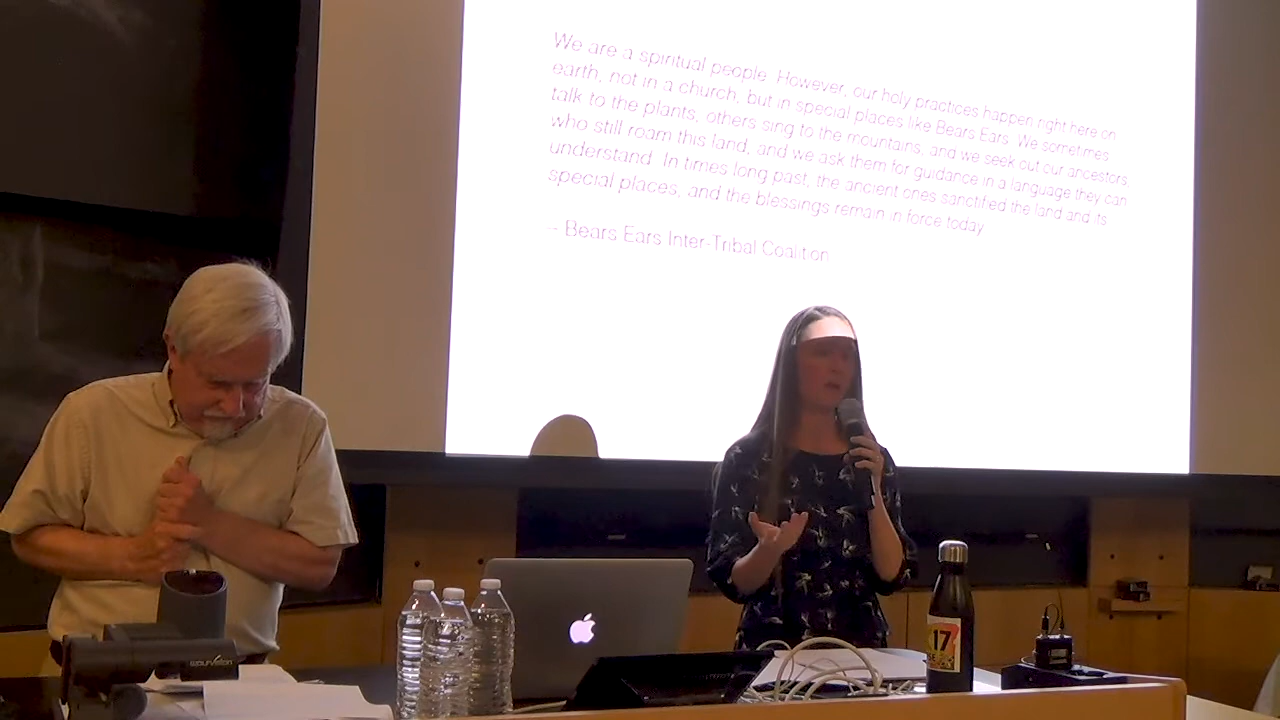 We are a spiritual people. However, our holy practices happen right here on
earth, not in a church, but in special places like Bears Ears. We sometimes
talk to the plants, others sing to the mountains, and we seek out our ancestors,
who still roam this land, and we ask them for guidance in a language they can
understand. In times long past, the ancient ones sanctified the land and its
special places, and the blessings remain in force today.
– Bears Ears Inter-Tribal Coalition
wolfvision
17